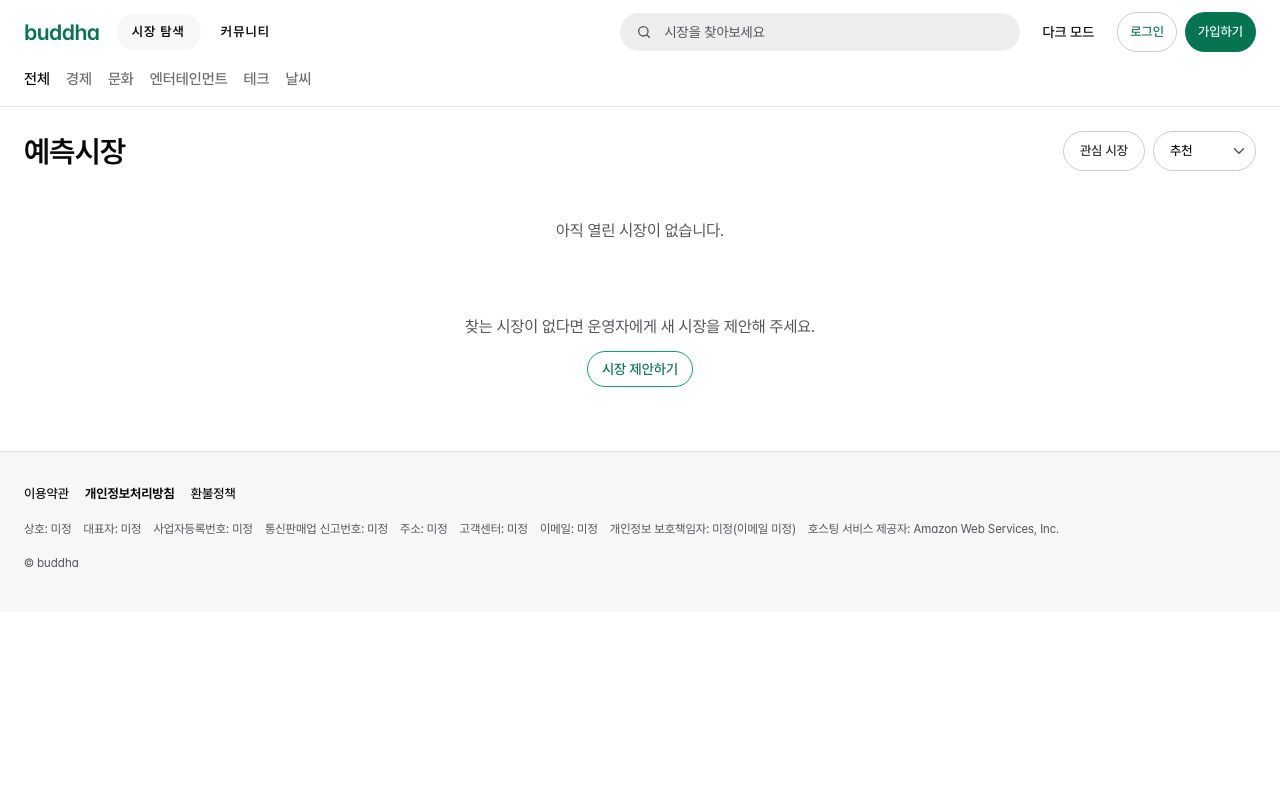 buddha 시장 탐색 커뮤니티 시장을 찾아보세요 다크 모드 로그인 가입하기
전체 경제 문화 엔터테인먼트 테크 날씨
예측시장 관심 시장 추천
아직 열린 시장이 없습니다.
찾는 시장이 없다면 운영자에게 새 시장을 제안해 주세요.
시장 제안하기
이용약관 개인정보처리방침 환불정책
상호: 미정 대표자: 미정 사업자등록번호: 미정 통신판매업 신고번호: 미정 주소: 미정 고객센터: 미정 이메일: 미정 개인정보 보호책임자: 미정(이메일 미정) 호스팅 서비스 제공자: Amazon Web Services, Inc.
© buddha